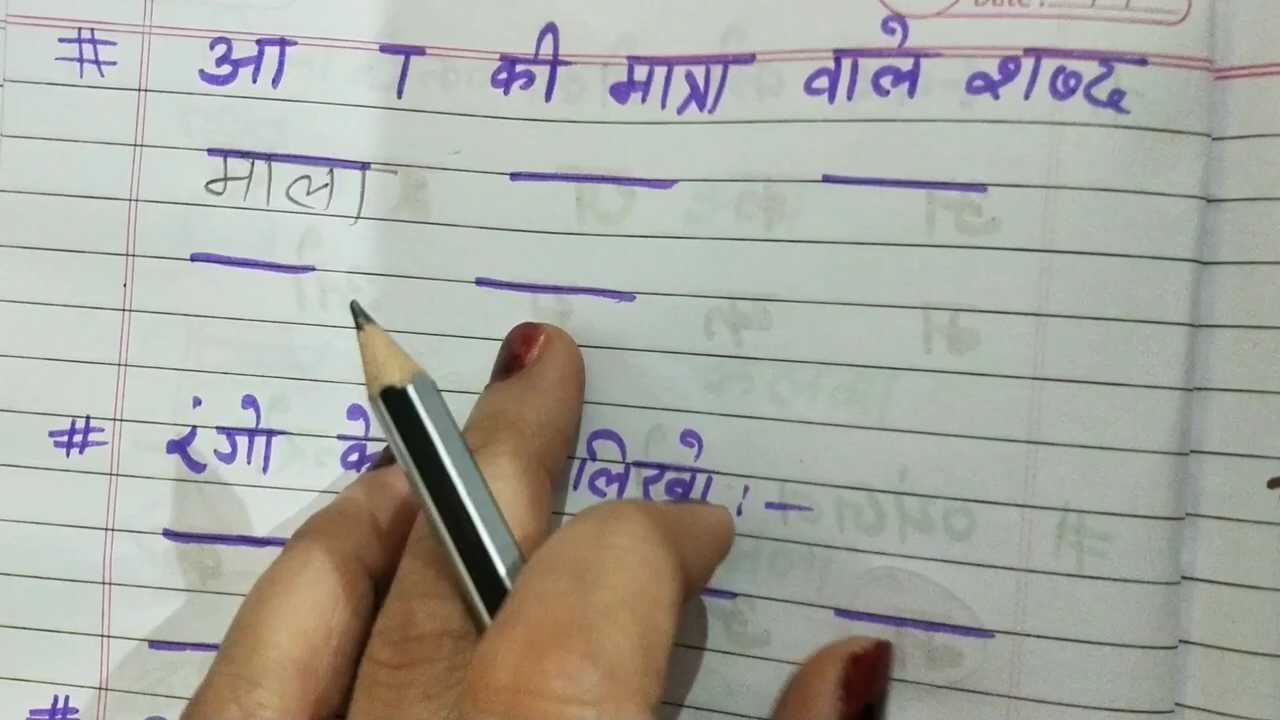 # आ ा की मात्रा वाले शब्द
माला
# रंगो के लिखो :-
#